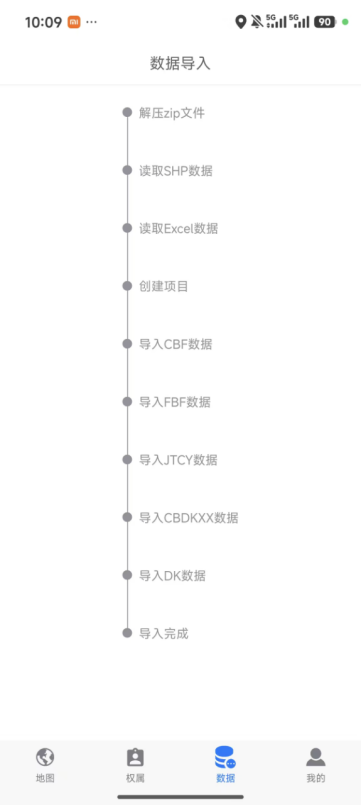 10:09
5G 5G 90
数据导入
解压zip文件
读取SHP数据
读取Excel数据
创建项目
导入CBF数据
导入FBF数据
导入JTCY数据
导入CBDKXX数据
导入DK数据
导入完成
地图 权属 数据 我的